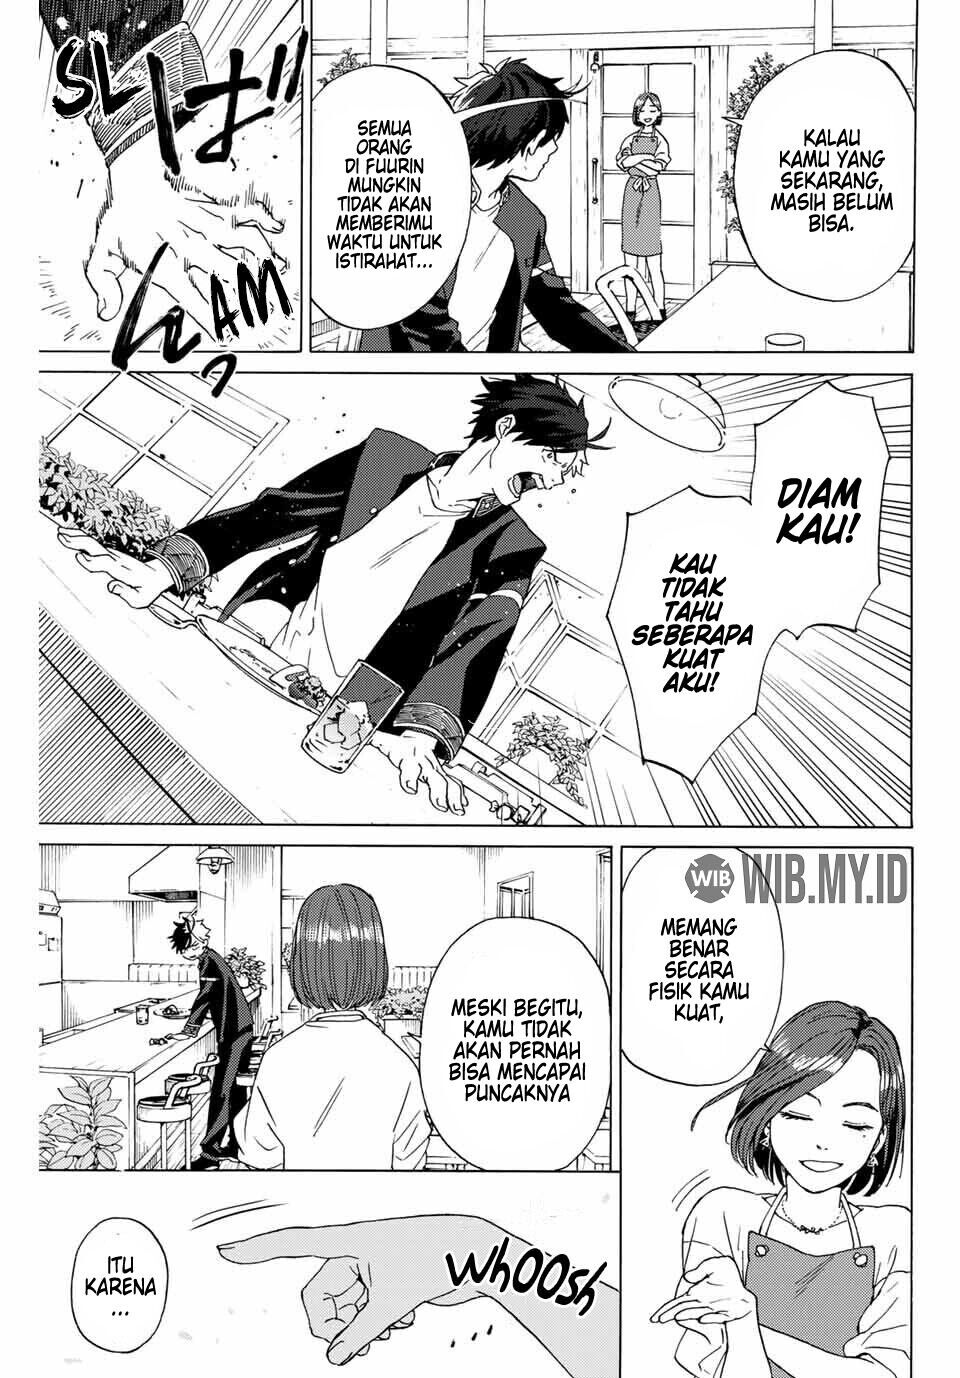 KALAU
KAMU YANG
SEKARANG,
MASIH BELUM
BISA.
SEMUA
ORANG
DI FUURIN
MUNGKIN
TIDAK AKAN
MEMBERIMU
WAKTU UNTUK
ISTIRAHAT...
SL
AM
DIAM
KAU!
KAU
TIDAK
TAHU
SEBERAPA
KUAT
AKU!
WIB
WIB.MY.ID
MEMANG
BENAR
SECARA
FISIK KAMU
KUAT,
MESKI BEGITU,
KAMU TIDAK
AKAN PERNAH
BISA MENCAPAI
PUNCAKNYA
WHOOSH
ITU
KARENA
...